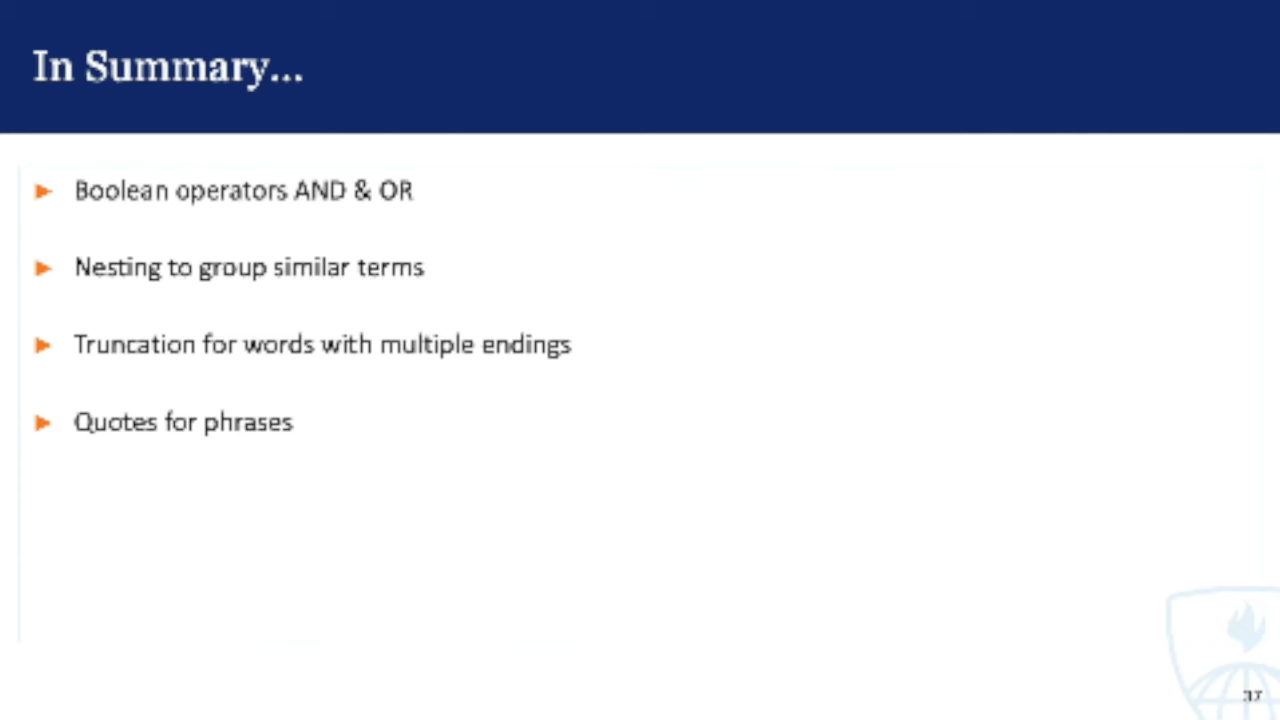 In Summary...
Boolean operators AND & OR
Nesting to group similar terms
Truncation for words with multiple endings
Quotes for phrases
37